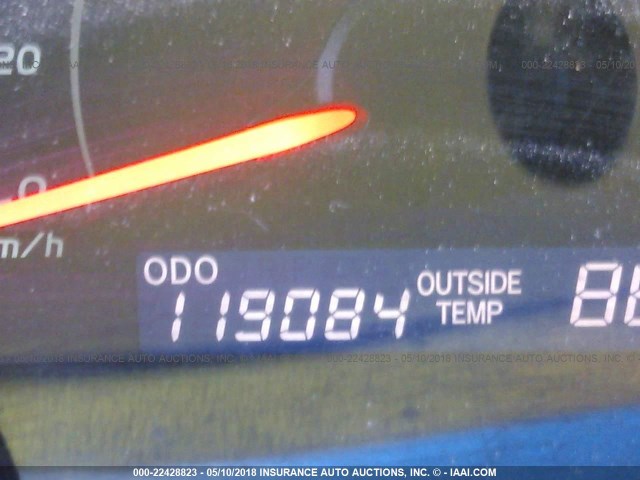 20
0
m/h
ODO
119084
OUTSIDE
TEMP
000-22428823 - 05/10/2018 INSURANCE AUTO AUCTIONS, INC. © - IAAI.COM